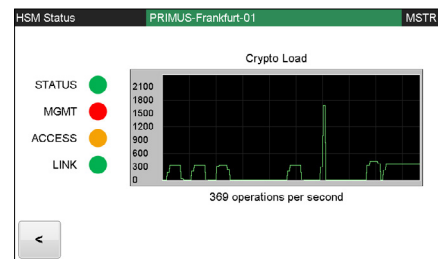 HSM Status PRIMUS-Frankfurt-01 MSTR
Crypto Load
STATUS
MGMT
ACCESS
LINK
2100
1800
1500
1200
900
600
300
0
369 operations per second
<